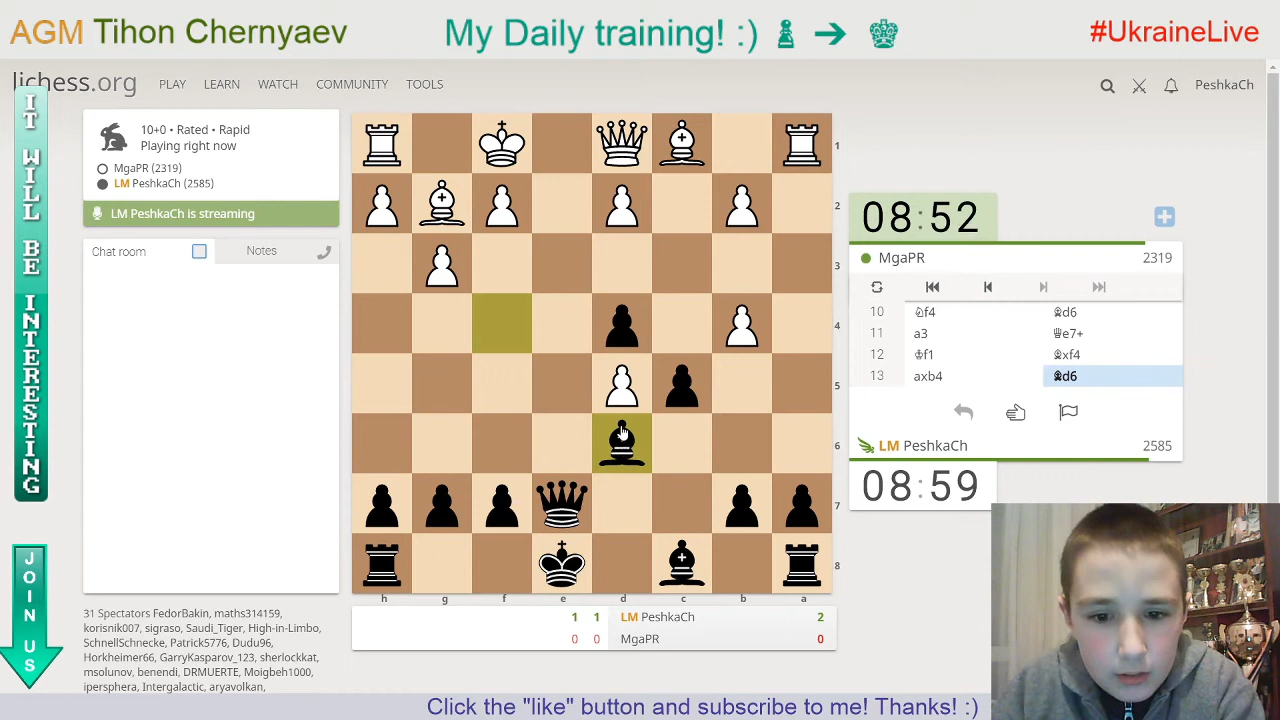 AGM Tihon Chernyaev
My Daily training! :)
#UkraineLive
lichess.org
PLAY LEARN WATCH COMMUNITY TOOLS
PeshkaCh
IT WILL BE INTERESTING
JOIN US
10+0 • Rated • Rapid
Playing right now
MgaPR (2319)
LM PeshkaCh (2585)
LM PeshkaCh is streaming
Chat room
Notes
31 Spectators FedorBakin, maths314159,
korisnik007, sigraso, Saudi_Tiger, High-in-Limbo,
SchnellSchnecke, Patrick5776, Dudu96,
Horkheimer66, GarryKasparov_123, sherlockkat,
msolunov, benendi, DRMUERTE, Moigbeh1000,
ipersphera, Intergalactic, aryavolkan,
1
2
3
4
5
6
7
8
h g f e d c b a
1 1 LM PeshkaCh 2
0 0 MgaPR 0
08:52
MgaPR 2319
10 ♘f4 ♗d6
11 a3 ♕e7+
12 ♔f1 ♗xf4
13 axb4 ♗d6
LM PeshkaCh 2585
08:59
Click the "like" button and subscribe to me! Thanks! :)